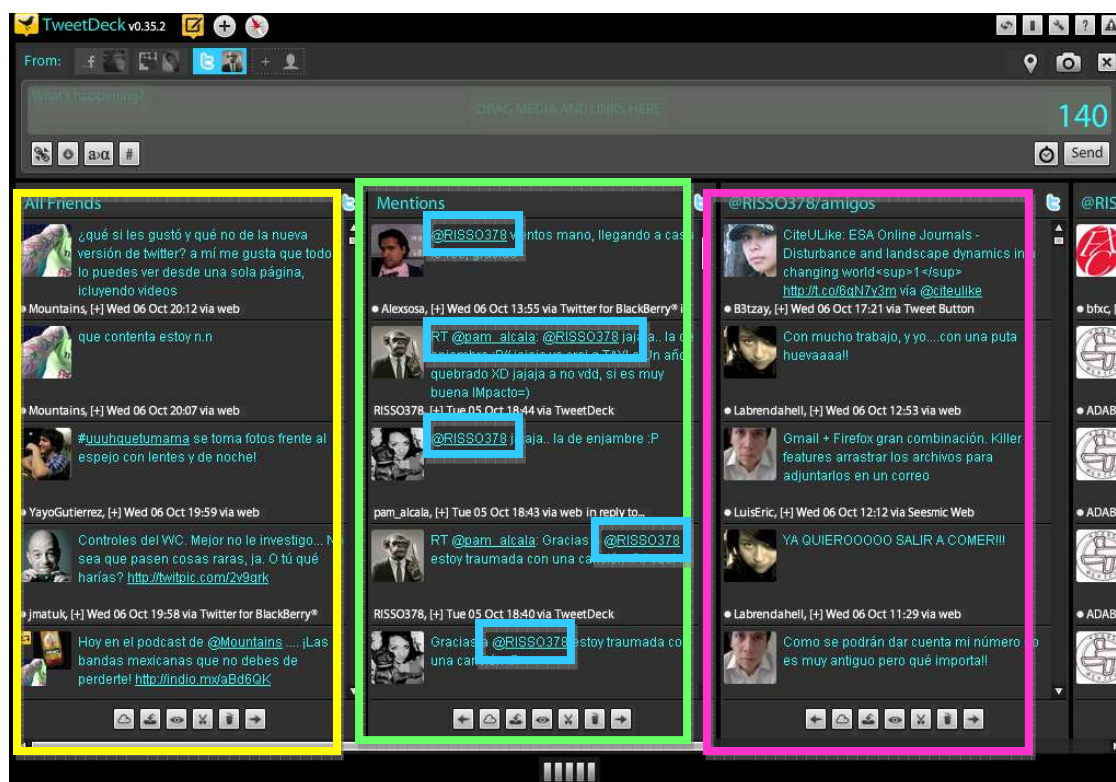 TweetDeck v0.35.2
From:
What's happening?
DRAG MEDIA AND LINKS HERE
140
a›α #
Send
All Friends
¿qué si les gustó y qué no de la nueva
versión de twitter? a mí me gusta que todo
lo puedes ver desde una sola página,
icluyendo videos
Mountains, [+] Wed 06 Oct 20:12 via web
que contenta estoy n.n
Mountains, [+] Wed 06 Oct 20:07 via web
#uuuhquetumama se toma fotos frente al
espejo con lentes y de noche!
YayoGutierrez, [+] Wed 06 Oct 19:59 via web
Controles del WC. Mejor no le investigo...
sea que pasen cosas raras, ja. O tú qué
harías? http://twitpic.com/2v9qrk
jmatuk, [+] Wed 06 Oct 19:58 via Twitter for BlackBerry®
Hoy en el podcast de @Mountains .... ¡Las
bandas mexicanas que no debes de
perderte! http://indio.mx/aBd6QK
Mentions
@RISSO378 mano, llegando a
Alexsosa, [+] Wed 06 Oct 13:55 via Twitter for BlackBerry® i
RT @pam_alcala: @RISSO378 la de
Un año
quebrado XD jajaja a no vdd, si es muy
buena IMpacto=)
RISSO378, [+] Tue 05 Oct 18:44 via TweetDeck
@RISSO378 la de enjambre :P
pam_alcala, [+] Tue 05 Oct 18:43 via web in reply to...
RT @pam_alcala: Gracias @RISSO378
estoy traumada con una
RISSO378, [+] Tue 05 Oct 18:40 via TweetDeck
Gracias @RISSO378 estoy traumada
una
@RISSO378/amigos
CiteULike: ESA Online Journals -
Disturbance and landscape dynamics in
changing world<sup>1</sup>
http://t.co/6qN7y3m vía @citeulike
B3tzay, [+] Wed 06 Oct 17:21 via Tweet Button
Con mucho trabajo, y yo....con una puta
huevaaaa!!
Labrendahell, [+] Wed 06 Oct 12:53 via web
Gmail + Firefox gran combinación. Killer
features arrastrar los archivos para
adjuntarlos en un correo
LuisEric, [+] Wed 06 Oct 12:12 via Seesmic Web
YA QUIEROOOOO SALIR A COMER!!!
Labrendahell, [+] Wed 06 Oct 11:29 via web
Como se podrán dar cuenta mi número
es muy antiguo pero qué importa!!
@RIS
bfxc, [
ADAB
ADAB
ADAB